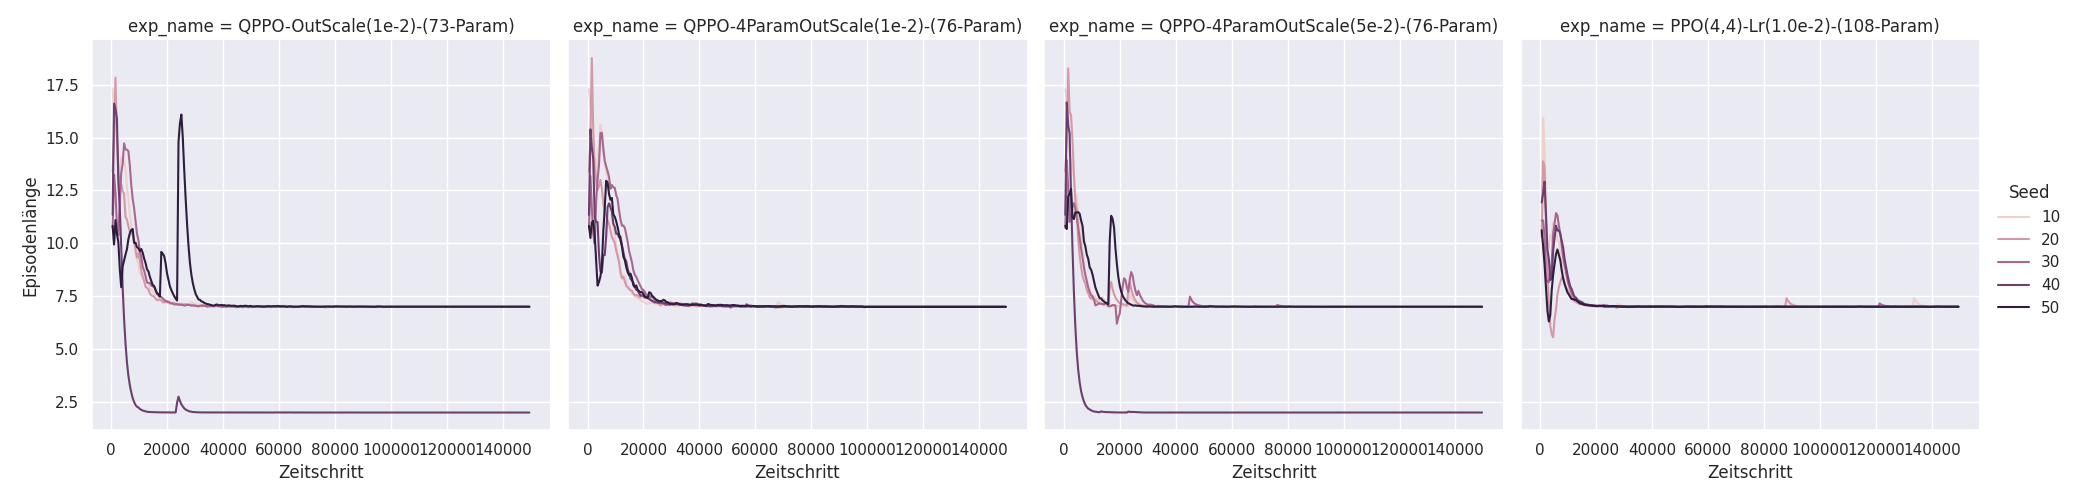 exp_name = QPPO-OutScale(1e-2)-(73-Param)
exp_name = QPPO-4ParamOutScale(1e-2)-(76-Param)
exp_name = QPPO-4ParamOutScale(5e-2)-(76-Param)
exp_name = PPO(4,4)-Lr(1.0e-2)-(108-Param)
Episodenlänge
17.5
15.0
12.5
10.0
7.5
5.0
2.5
0 20000 40000 60000 80000 100000 120000 140000
Zeitschritt
0 20000 40000 60000 80000 100000 120000 140000
Zeitschritt
0 20000 40000 60000 80000 100000 120000 140000
Zeitschritt
0 20000 40000 60000 80000 100000 120000 140000
Zeitschritt
Seed
10
20
30
40
50